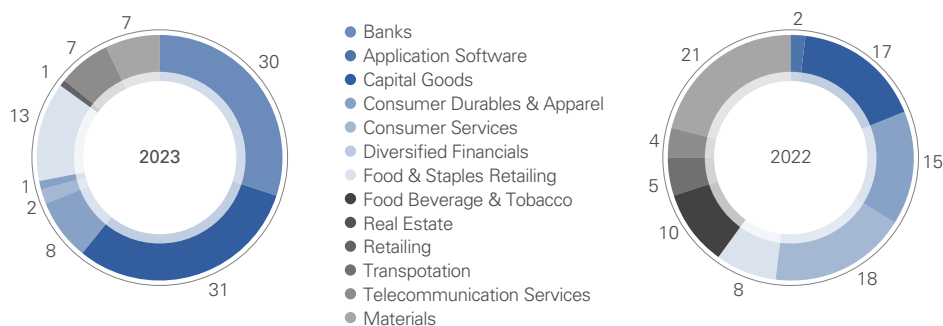 7
7
1
13
1
2
8
31
30
2023
Banks
Application Software
Capital Goods
Consumer Durables & Apparel
Consumer Services
Diversified Financials
Food & Staples Retailing
Food Beverage & Tobacco
Real Estate
Retailing
Transpotation
Telecommunication Services
Materials
2
17
21
15
4
5
10
8
18
2022